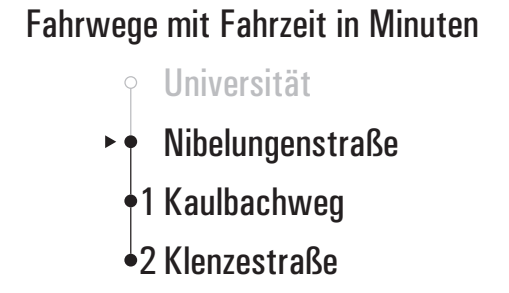 Fahrwege mit Fahrzeit in Minuten
Universität
Nibelungenstraße
1 Kaulbachweg
2 Klenzestraße